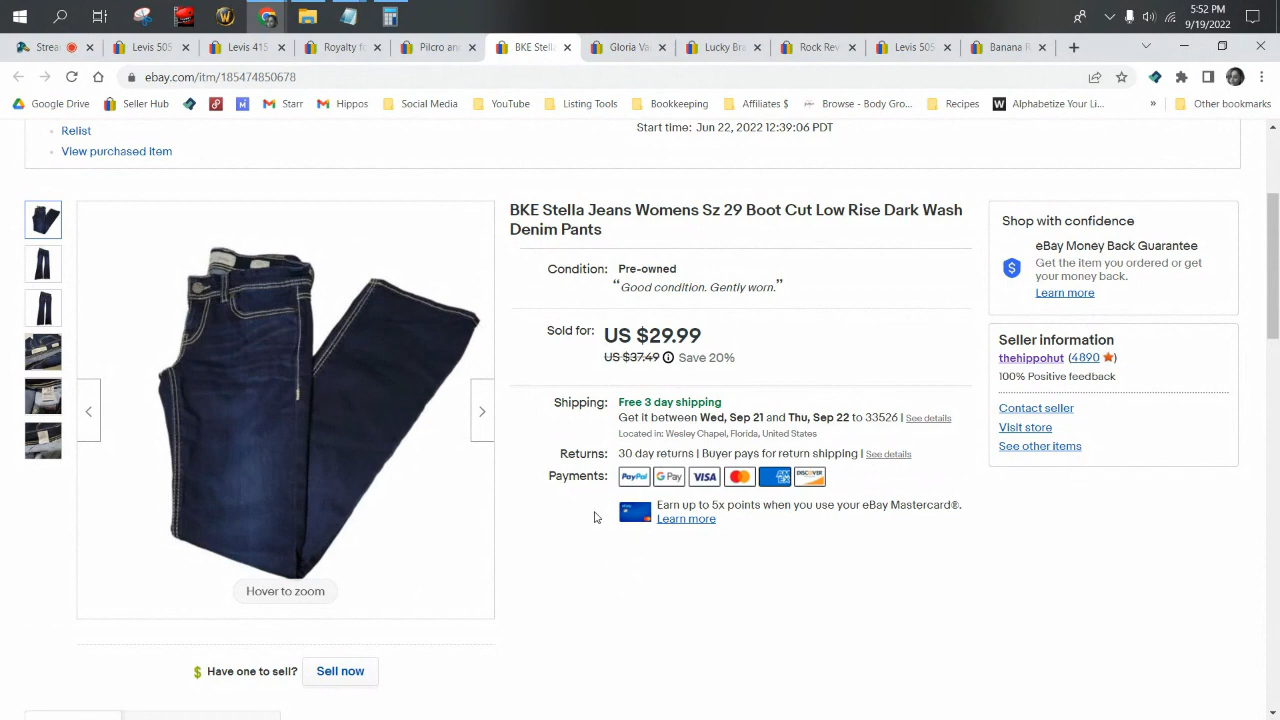 5:52 PM
9/19/2022
Strea
Levis 505
Levis 415
Royalty fo
Pilcro an
BKE Stell
Gloria Va
Lucky Bra
Rock Rev
Levis 505
Banana R
ebay.com/itm/185474850678
Google Drive
Seller Hub
Starr
Hippos
Social Media
YouTube
Listing Tools
Bookkeeping
Affiliates $
Browse - Body Gro...
Recipes
Alphabetize Your Li...
»
Other bookmarks
Relist
View purchased item
Start time: Jun 22, 2022 12:39:06 PDT
BKE Stella Jeans Womens Sz 29 Boot Cut Low Rise Dark Wash
Denim Pants
Condition: Pre-owned
“Good condition. Gently worn.”
Sold for: US $29.99
US $37.49 Save 20%
Shipping: Free 3 day shipping
Get it between Wed, Sep 21 and Thu, Sep 22 to 33526 | See details
Located in: Wesley Chapel, Florida, United States
Returns: 30 day returns | Buyer pays for return shipping | See details
Payments: PayPal G Pay VISA AM EX DISCOVER
Earn up to 5x points when you use your eBay Mastercard®.
Learn more
Hover to zoom
Have one to sell? Sell now
Shop with confidence
eBay Money Back Guarantee
Get the item you ordered or get
your money back.
Learn more
Seller information
thehippohut (4890)
100% Positive feedback
Contact seller
Visit store
See other items